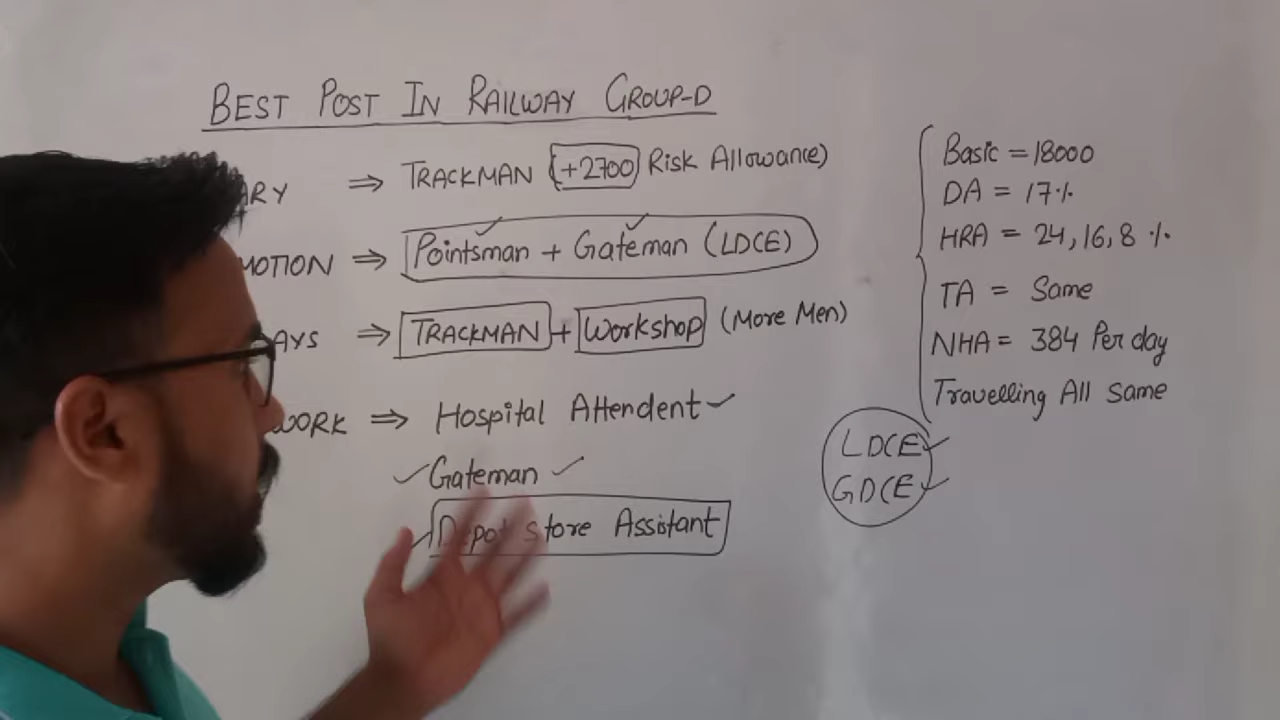 BEST POST IN RAILWAY GROUP-D
ARY ⇒ TRACKMAN (+2700 Risk Allowance)
MOTION ⇒ Pointsman + Gateman (LDCE)
AYS ⇒ TRACKMAN + Workshop (More Men)
WORK ⇒ Hospital Attendent ✓
✓ Gateman ✓
✓ Depot store Assistant
Basic = 18000
DA = 17%
HRA = 24, 16, 8 %
TA = Same
NHA = 384 Per day
Travelling All same
LDCE ✓
GDCE ✓